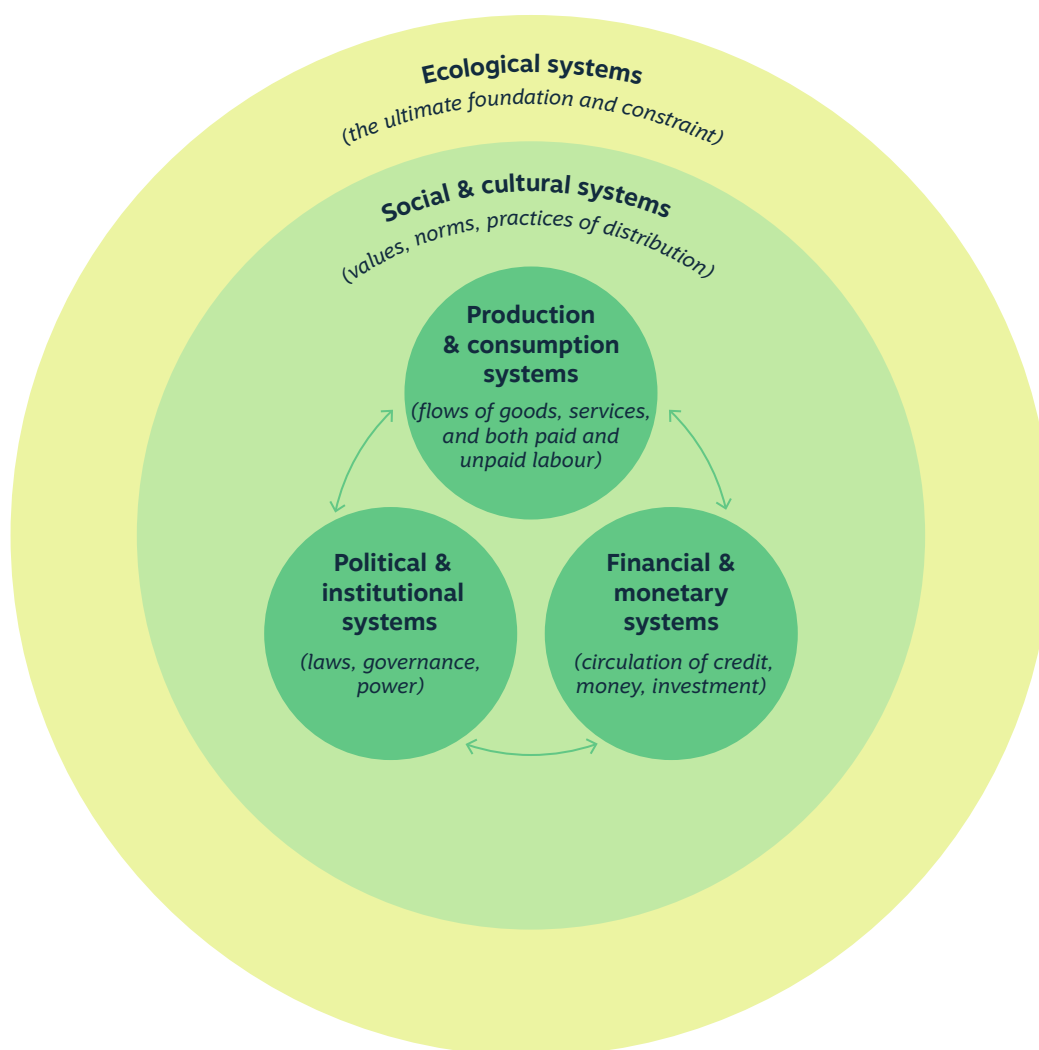 Ecological systems
(the ultimate foundation and constraint)
Social & cultural systems
(values, norms, practices of distribution)
Production
& consumption
systems
(flows of goods, services,
and both paid and
unpaid labour)
Political &
institutional
systems
(laws, governance,
power)
Financial &
monetary
systems
(circulation of credit,
money, investment)